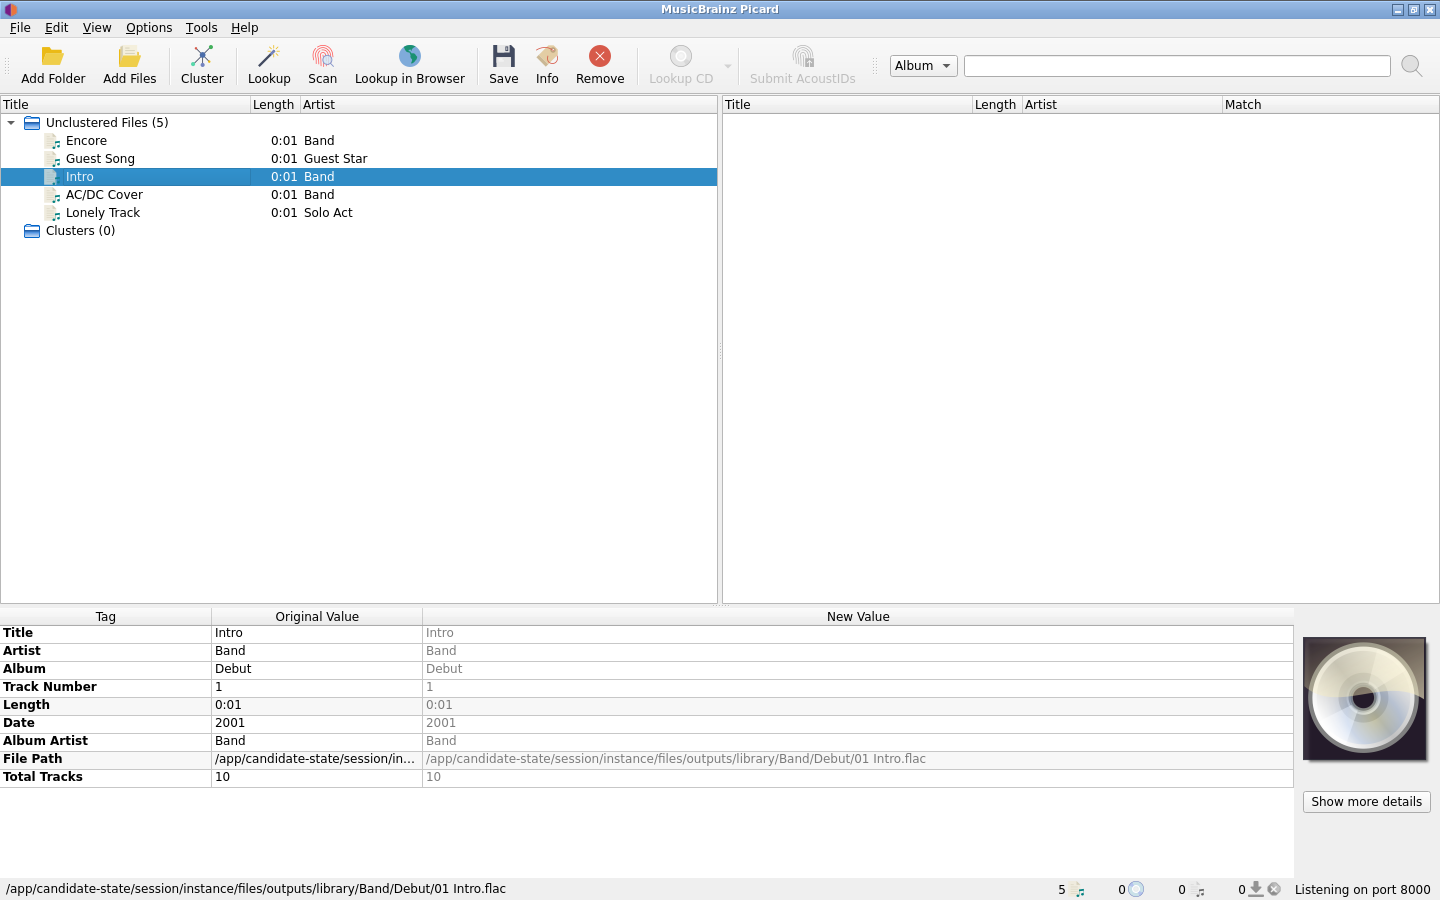 MusicBrainz Picard
File Edit View Options Tools Help
Add Folder Add Files Cluster Lookup Scan Lookup in Browser Save Info Remove Lookup CD Submit AcoustIDs Album
Title Length Artist Title Length Artist Match
Unclustered Files (5)
Encore 0:01 Band
Guest Song 0:01 Guest Star
Intro 0:01 Band
AC/DC Cover 0:01 Band
Lonely Track 0:01 Solo Act
Clusters (0)
Tag Original Value New Value
Title Intro Intro
Artist Band Band
Album Debut Debut
Track Number 1 1
Length 0:01 0:01
Date 2001 2001
Album Artist Band Band
File Path /app/candidate-state/session/in... /app/candidate-state/session/instance/files/outputs/library/Band/Debut/01 Intro.flac
Total Tracks 10 10
Show more details
/app/candidate-state/session/instance/files/outputs/library/Band/Debut/01 Intro.flac 5 0 0 0 Listening on port 8000